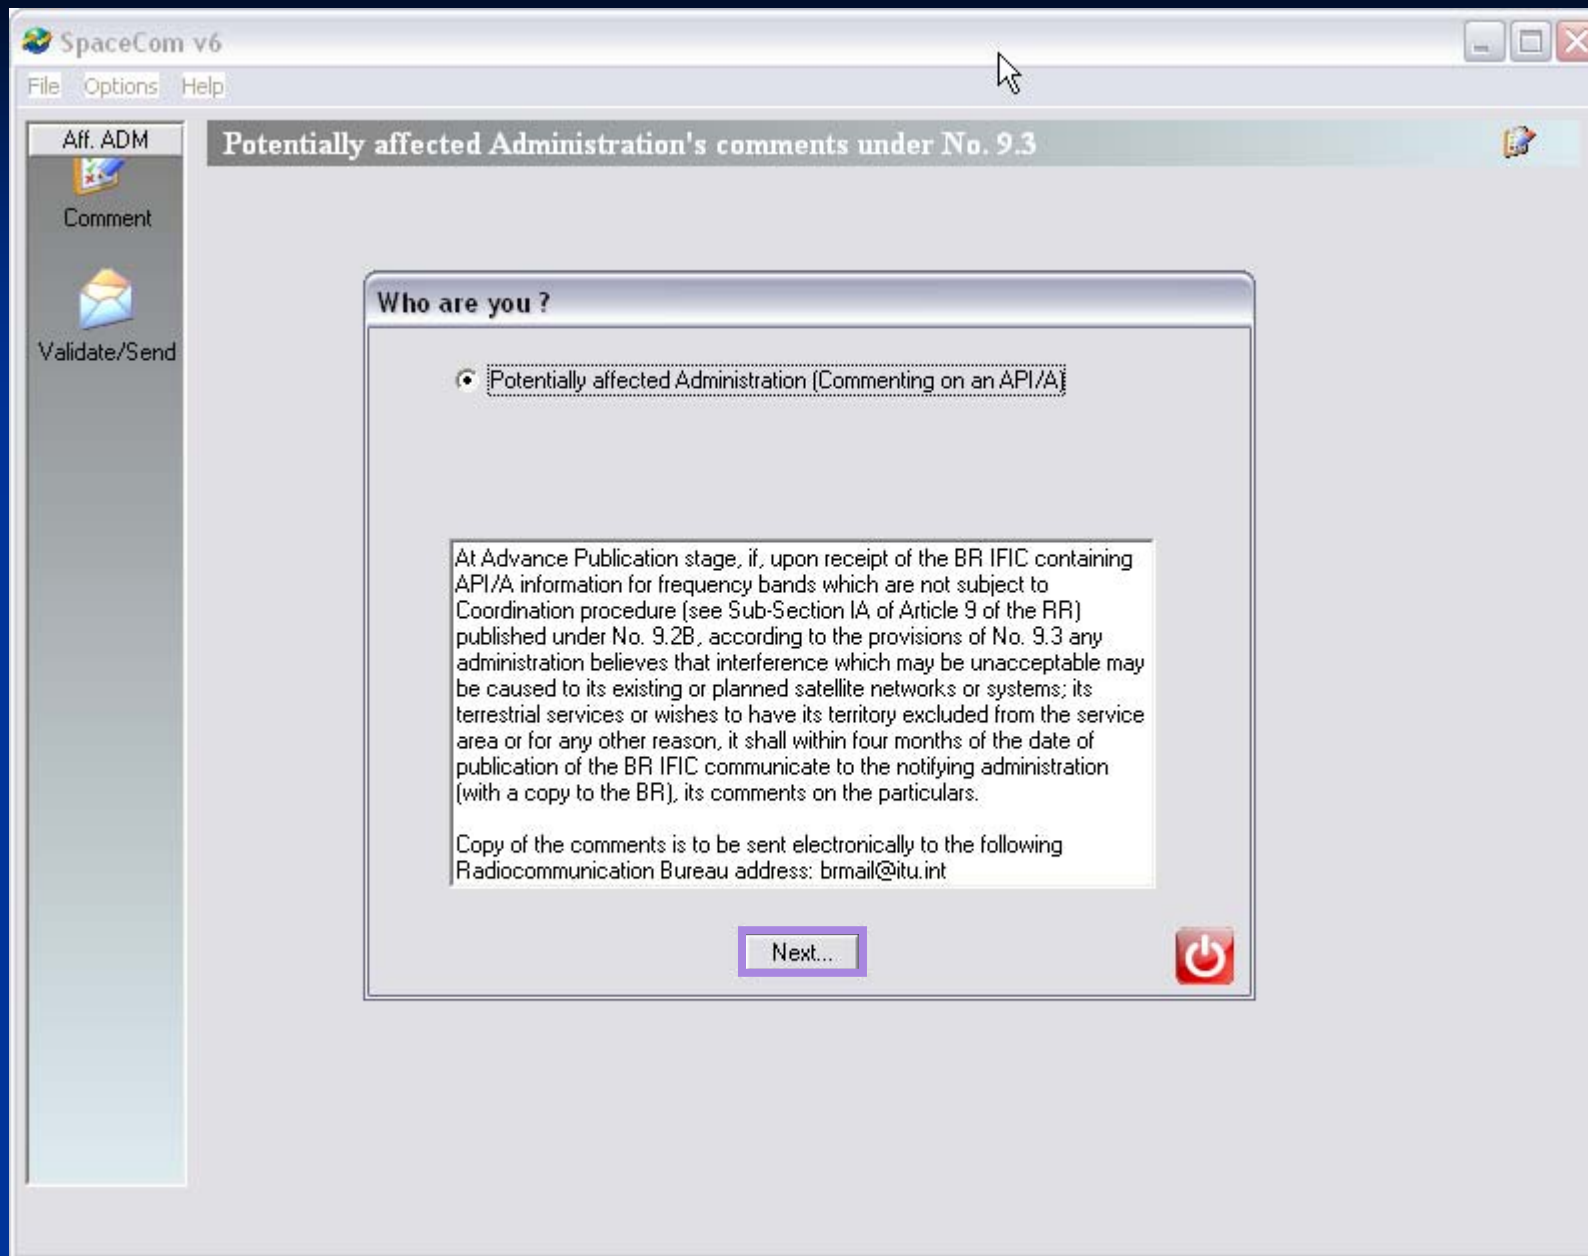 SpaceCom v6
File Options Help
Aff. ADM
Potentially affected Administration's comments under No. 9.3
Comment
Validate/Send
Who are you ?
Potentially affected Administration (Commenting on an API/A)
At Advance Publication stage, if, upon receipt of the BR IFIC containing
API/A information for frequency bands which are not subject to
Coordination procedure (see Sub-Section IA of Article 9 of the RR)
published under No. 9.2B, according to the provisions of No. 9.3 any
administration believes that interference which may be unacceptable may
be caused to its existing or planned satellite networks or systems; its
terrestrial services or wishes to have its territory excluded from the service
area or for any other reason, it shall within four months of the date of
publication of the BR IFIC communicate to the notifying administration
(with a copy to the BR), its comments on the particulars.
Copy of the comments is to be sent electronically to the following
Radiocommunication Bureau address: brmail@itu.int
Next...